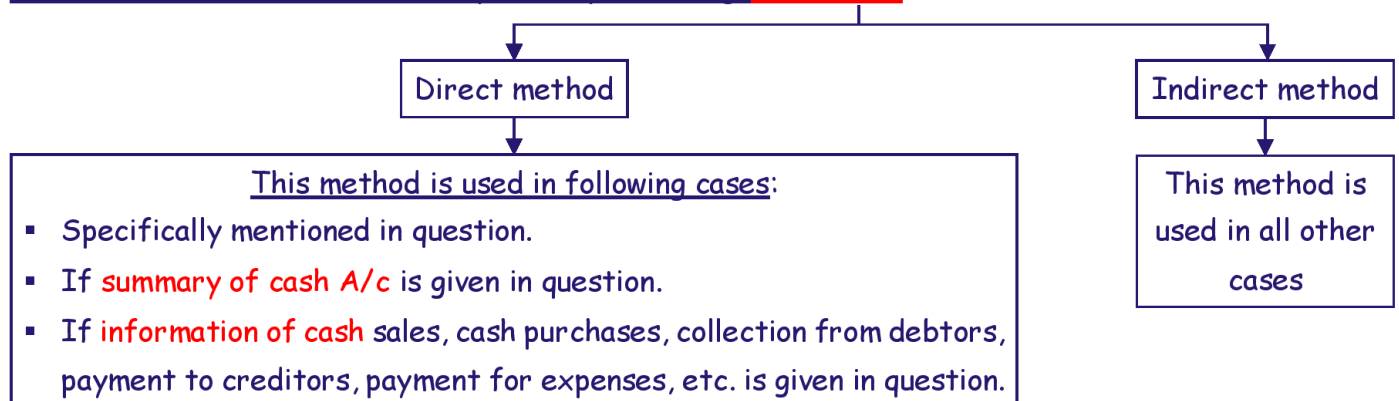 Direct method
Indirect method
This method is used in following cases:
▪ Specifically mentioned in question.
▪ If summary of cash A/c is given in question.
▪ If information of cash sales, cash purchases, collection from debtors,
payment to creditors, payment for expenses, etc. is given in question.
This method is
used in all other
cases